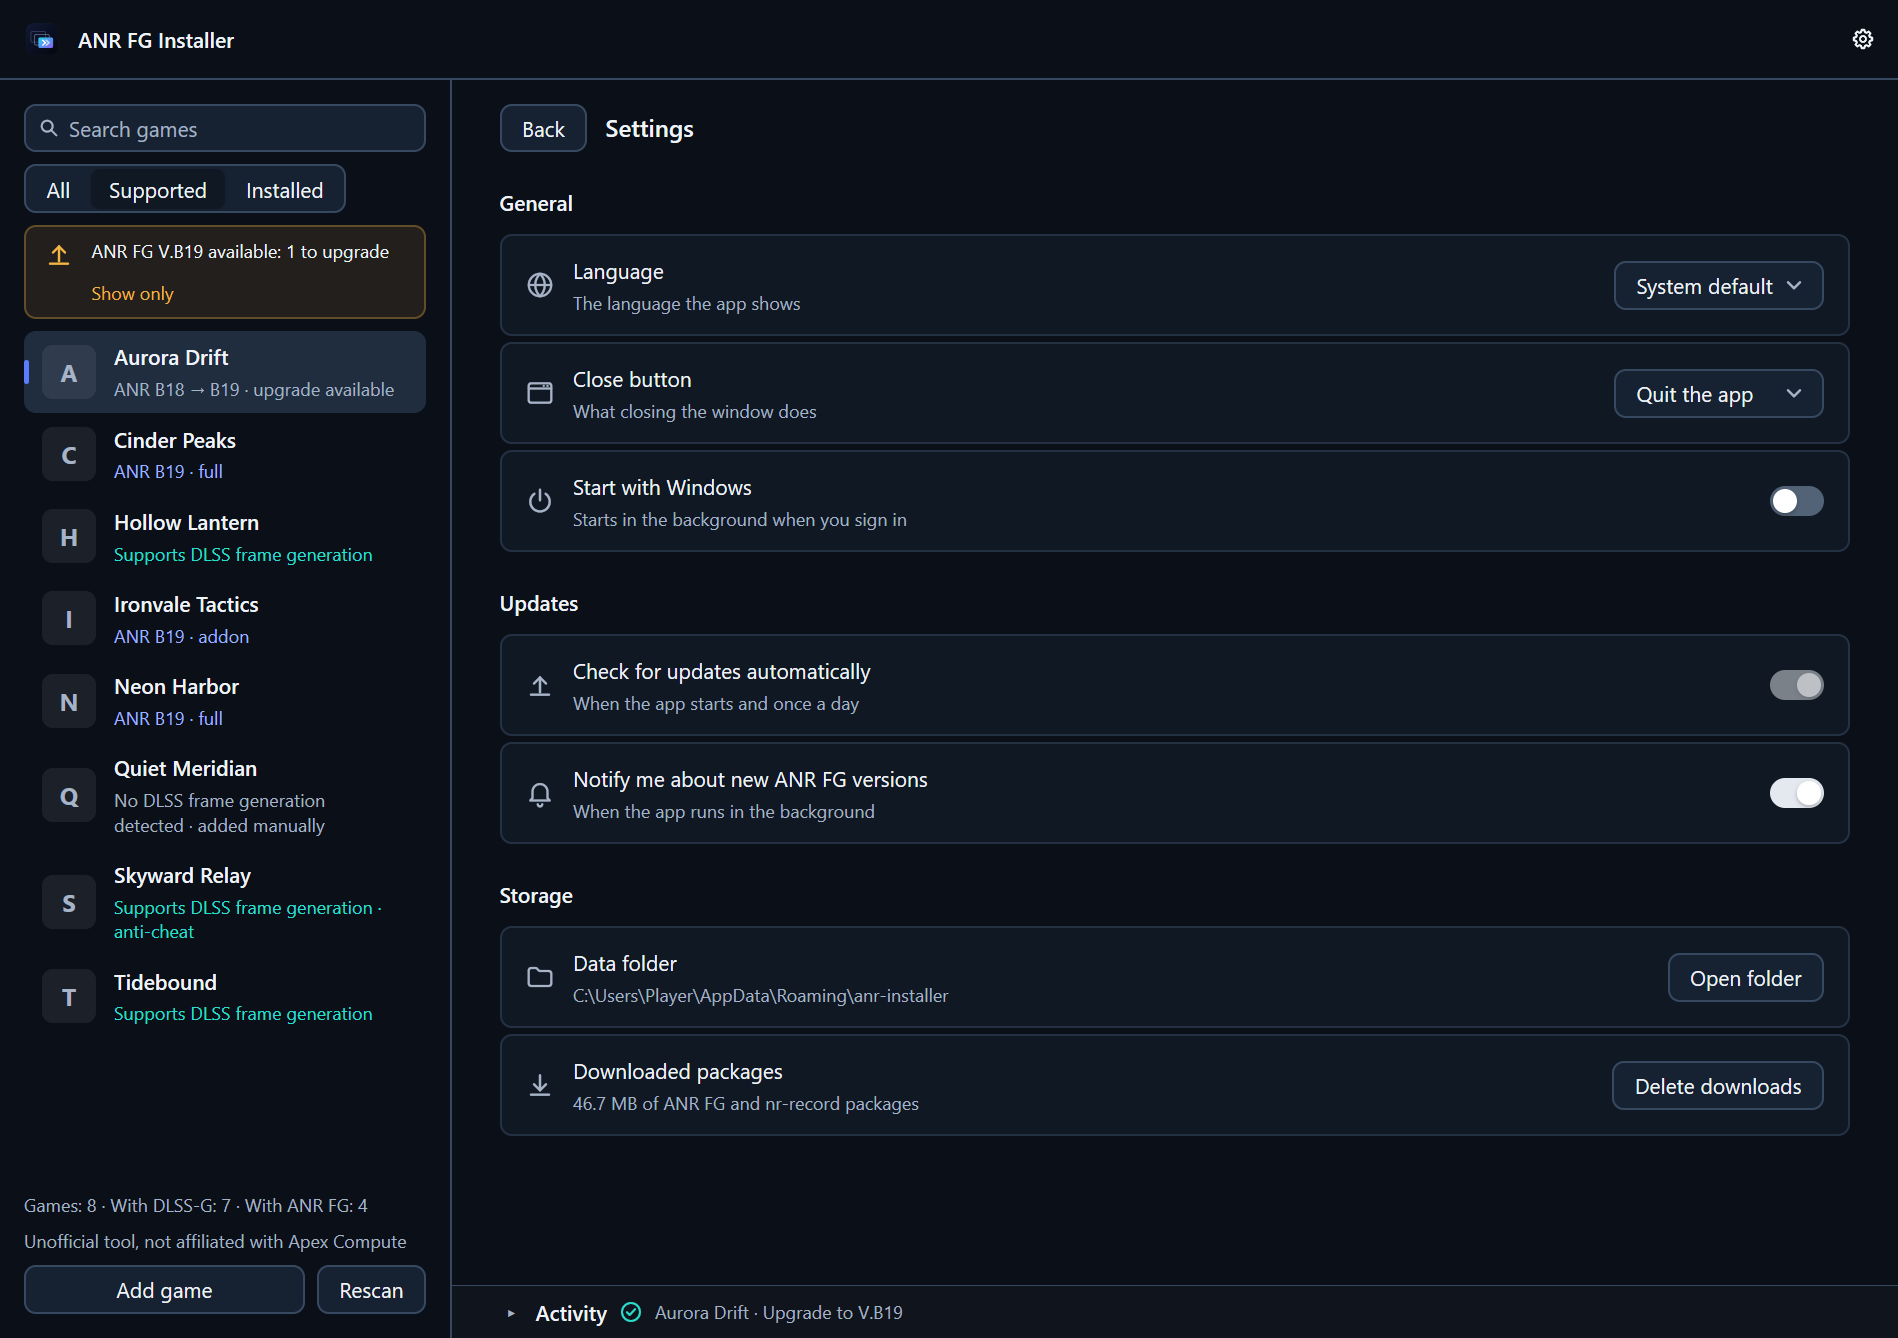 ANR FG Installer
Search games
All
Supported
Installed
ANR FG V.B19 available: 1 to upgrade
Show only
A
Aurora Drift
ANR B18 → B19 · upgrade available
C
Cinder Peaks
ANR B19 · full
H
Hollow Lantern
Supports DLSS frame generation
I
Ironvale Tactics
ANR B19 · addon
N
Neon Harbor
ANR B19 · full
Q
Quiet Meridian
No DLSS frame generation
detected · added manually
S
Skyward Relay
Supports DLSS frame generation ·
anti-cheat
T
Tidebound
Supports DLSS frame generation
Games: 8 · With DLSS-G: 7 · With ANR FG: 4
Unofficial tool, not affiliated with Apex Compute
Add game
Rescan
Back
Settings
General
Language
The language the app shows
System default
Close button
What closing the window does
Quit the app
Start with Windows
Starts in the background when you sign in
Updates
Check for updates automatically
When the app starts and once a day
Notify me about new ANR FG versions
When the app runs in the background
Storage
Data folder
C:\Users\Player\AppData\Roaming\anr-installer
Open folder
Downloaded packages
46.7 MB of ANR FG and nr-record packages
Delete downloads
Activity
Aurora Drift · Upgrade to V.B19